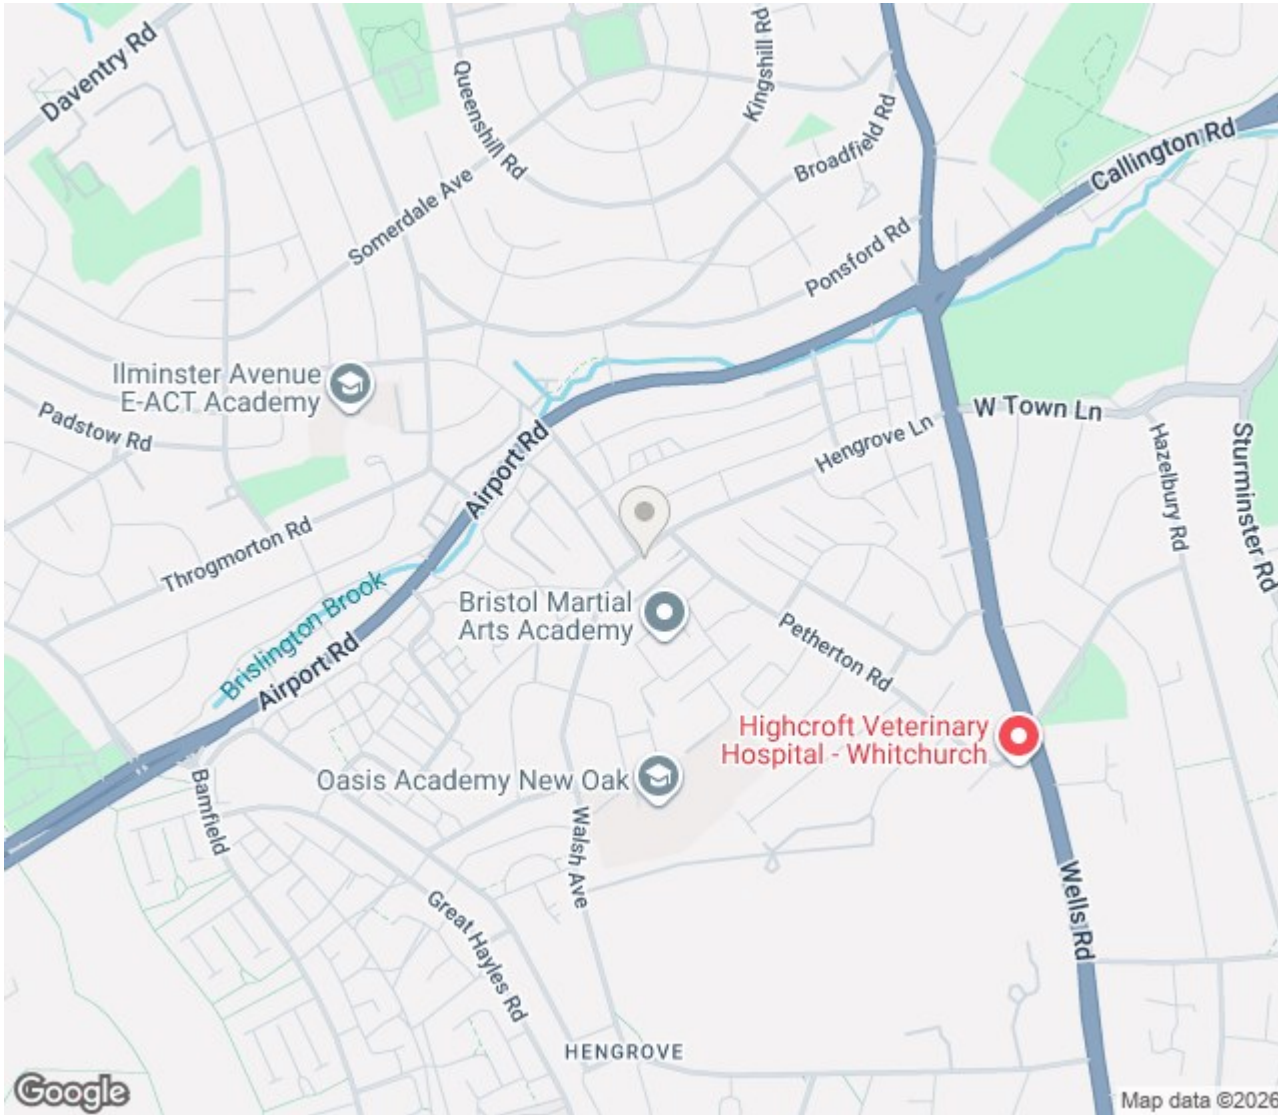 Daventry Rd
Queenshill Rd
Kingshill Rd
Broadfield Rd
Callington Rd
Somerdale Ave
Ponsford Rd
Ilminster Avenue
E-ACT Academy
Padstow Rd
Airport Rd
Hengrove Ln
W Town Ln
Hazelbury Rd
Sturminster Rd
Throgmorton Rd
Brislington Brook
Airport Rd
Bristol Martial
Arts Academy
Petherton Rd
Highcroft Veterinary
Hospital - Whitchurch
Oasis Academy New Oak
Bamfield
Walsh Ave
Great Hayles Rd
Wells Rd
HENGROVE
Google
Map data ©2026